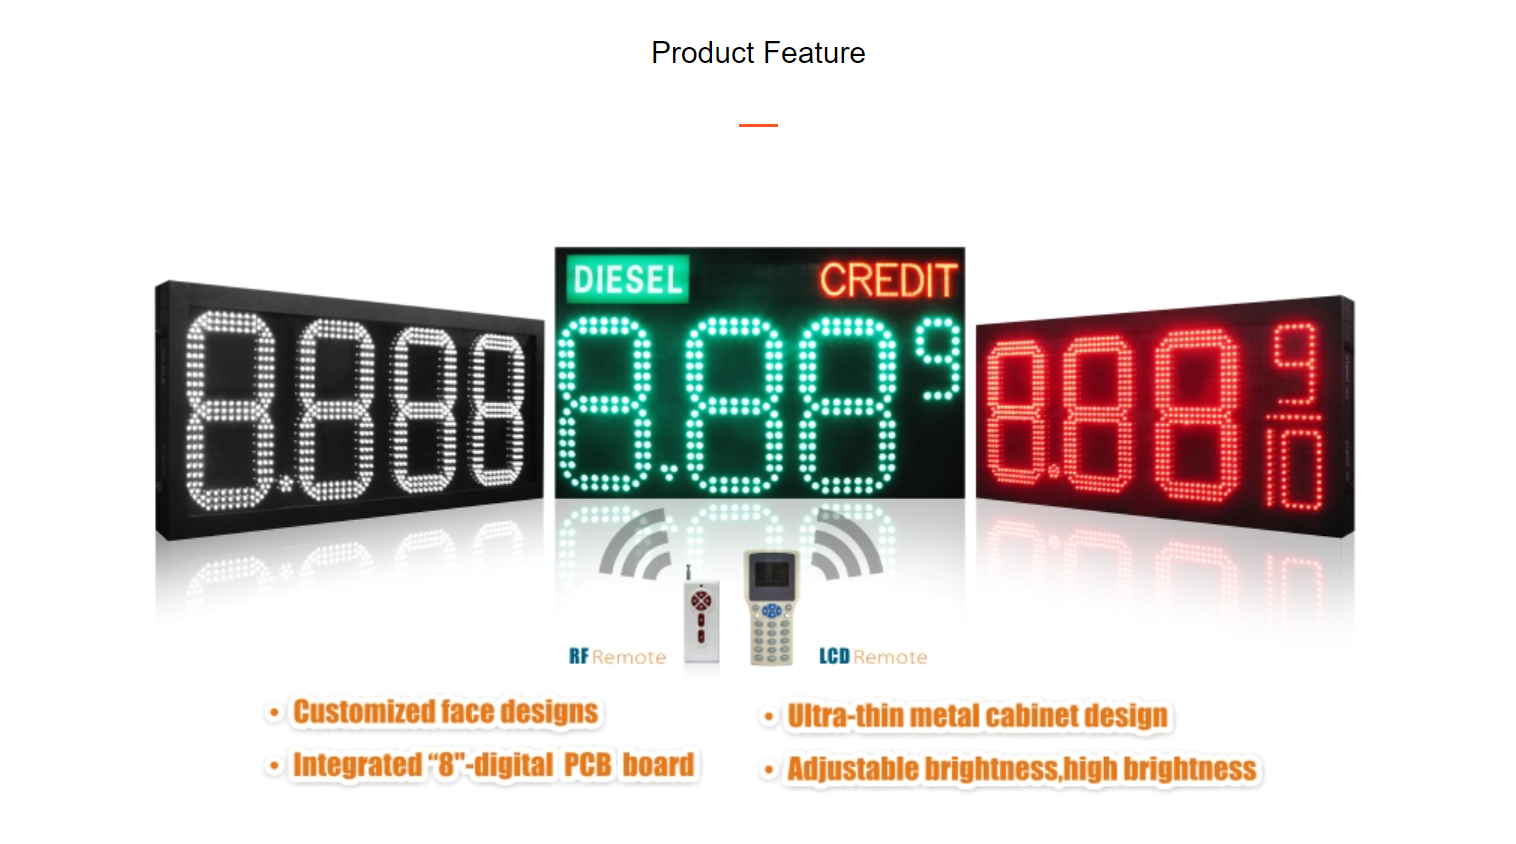 Product Feature
DIESEL
CREDIT
8.888
8.88 9
8.88 9/10
RF Remote
LCD Remote
• Customized face designs
• Ultra-thin metal cabinet design
• Integrated “8"-digital PCB board
• Adjustable brightness,high brightness